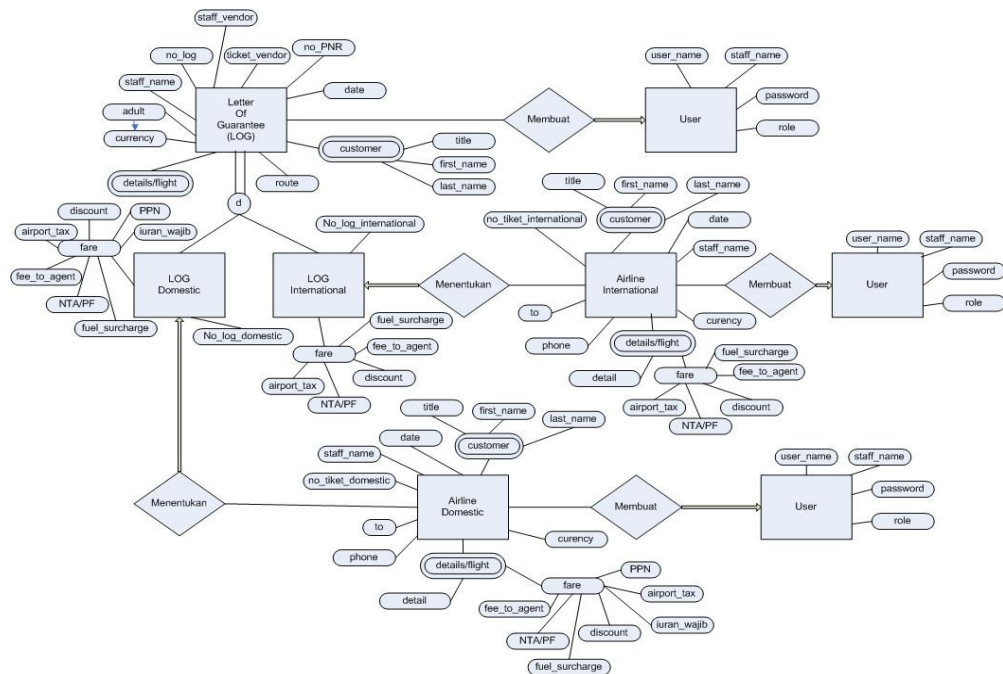 staff_vendor
no_log
ticket_vendor
no_PNR
staff_name
date
adult
currency
Letter
Of
Guarantee
(LOG)
customer
title
first_name
last_name
details/flight
route
Membuat
user_name
staff_name
password
role
User
d
discount
PPN
airport_tax
iuran_wajib
fare
fee_to_agent
NTA/PF
fuel_surcharge
LOG
Domestic
No_log_domestic
No_log_international
LOG
International
fuel_surcharge
fare
fee_to_agent
airport_tax
discount
NTA/PF
Menentukan
title
first_name
last_name
customer
no_tiket_international
date
staff_name
Airline
International
to
curency
phone
details/flight
detail
fuel_surcharge
fare
fee_to_agent
airport_tax
discount
NTA/PF
Membuat
user_name
staff_name
password
role
User
Menentukan
title
first_name
last_name
customer
date
staff_name
no_tiket_domestic
Airline
Domestic
to
curency
phone
details/flight
detail
PPN
fare
airport_tax
fee_to_agent
iuran_wajib
discount
NTA/PF
fuel_surcharge
Membuat
user_name
staff_name
password
role
User